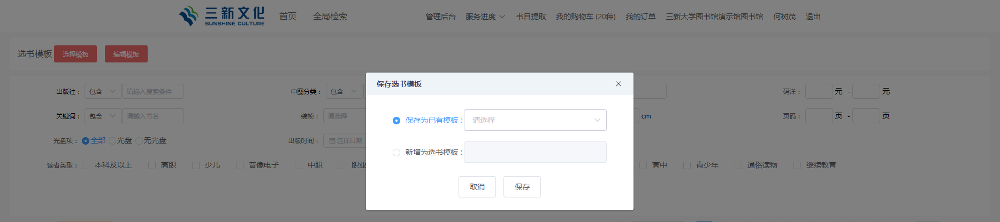 三新文化
SUNSHINE CULTURE
首页 全局检索 管理后台 服务进度 书目提取 我的购物车 (20种) 我的订单 三新大学图书馆演示馆图书馆 何树茂 退出
选书模板 选择模板 编辑模板
保存选书模板
出版社： 包含 请输入搜索条件 中图分类： 包含 码洋： 元 - 元
关键词： 包含 请输入书名 装帧： 请选择 cm 页码： 页 - 页
保存为已有模板： 请选择
光盘项： 全部 光盘 无光盘 出版时间： 选择日期
新增为选书模板：
读者类型： 本科及以上 高职 少儿 音像电子 中职 职业 高中 青少年 通俗读物 继续教育
取消 保存